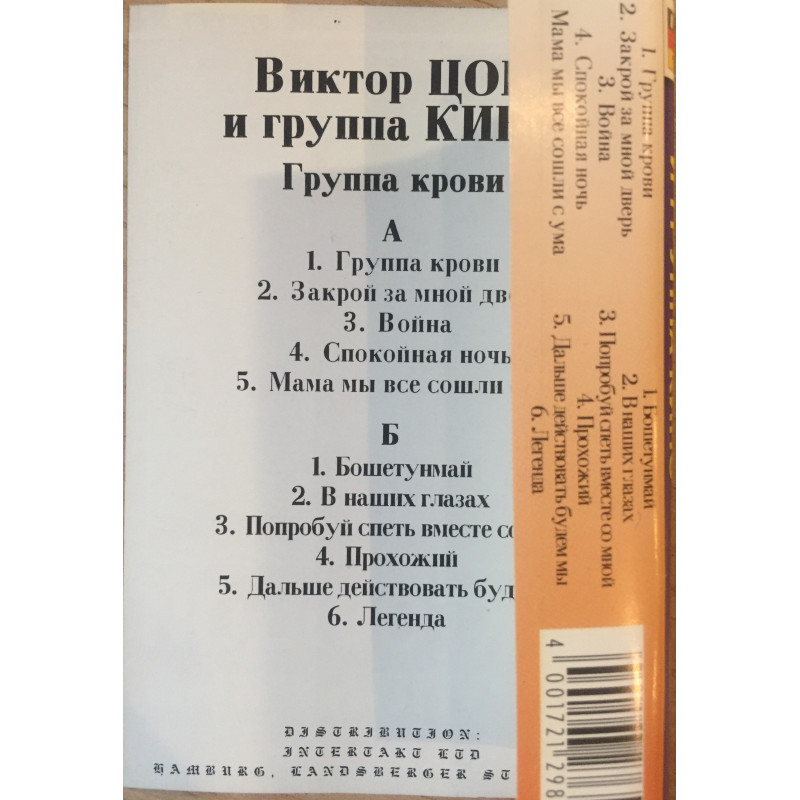 Виктор ЦО
и группа КИ
Группа крови
А
1. Группа крови
2. Закрой за мной дв
3. Война
4. Спокойная ночь
5. Мама мы все сошли
Б
1. Бошетунмай
2. В наших глазах
3. Попробуй спеть вместе со
4. Прохожий
5. Дальше действовать буд
6. Легенда
DISTRIBUTION:
INTERTAKT LTD
HAMBURG, LANDSBERGER ST
1. Группа крови
2. Закрой за мной дверь
3. Война
4. Спокойная ночь
Мама мы все сошли с ума
1. Бошетунмай
2. В наших глазах
3. Попробуй спеть вместе со мной
4. Прохожий
5. Дальше действовать будем мы
6. Легенда
4 001721 298